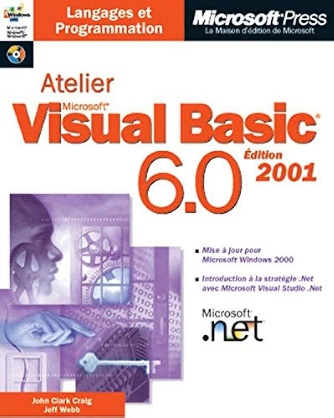 Langages et
Programmation
Microsoft Press
La Maison d'édition de Microsoft
Atelier
Microsoft®
Visual Basic®
6.0
Édition
2001
Mise à jour pour
Microsoft Windows 2000
Introduction à la stratégie .Net
avec Microsoft Visual Studio .Net
Microsoft
.net
John Clark Craig
Jeff Webb